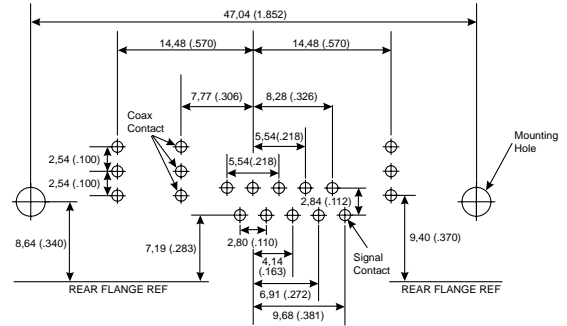 47,04 (1.852)
14,48 (.570)
14,48 (.570)
7,77 (.306)
8,28 (.326)
Coax
Contact
5,54(.218)
Mounting
Hole
2,54 (.100)
5,54(.218)
2,54 (.100)
2,84 (.112)
8,64 (.340)
7,19 (.283)
2,80 (.110)
9,40 (.370)
4,14
(.163)
Signal
Contact
6,91 (.272)
REAR FLANGE REF
REAR FLANGE REF
9,68 (.381)